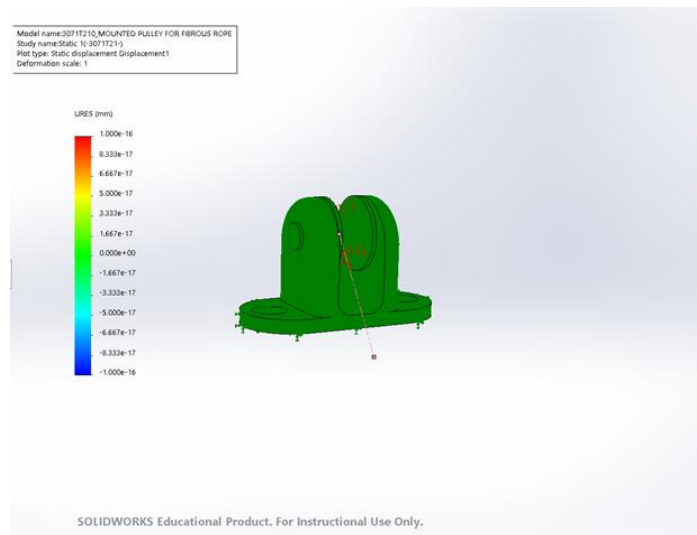 Model name:3071T210_MOUNTED PULLEY FOR FIBROUS ROPE
Study name:Static 1(-3071T21-)
Plot type: Static displacement Displacement1
Deformation scale: 1
URES (mm)
1.000e-16
8.333e-17
6.667e-17
5.000e-17
3.333e-17
1.667e-17
0.000e+00
-1.667e-17
-3.333e-17
-5.000e-17
-6.667e-17
-8.333e-17
-1.000e-16
SOLIDWORKS Educational Product. For Instructional Use Only.